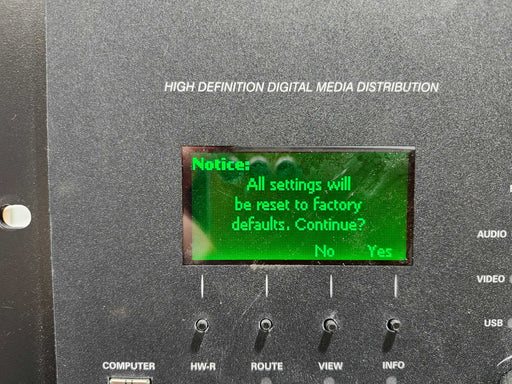 HIGH DEFINITION DIGITAL MEDIA DISTRIBUTION
Notice:
All settings will
be reset to factory
defaults. Continue?
No Yes
AUDIO
VIDEO
USB
COMPUTER HW-R ROUTE VIEW INFO